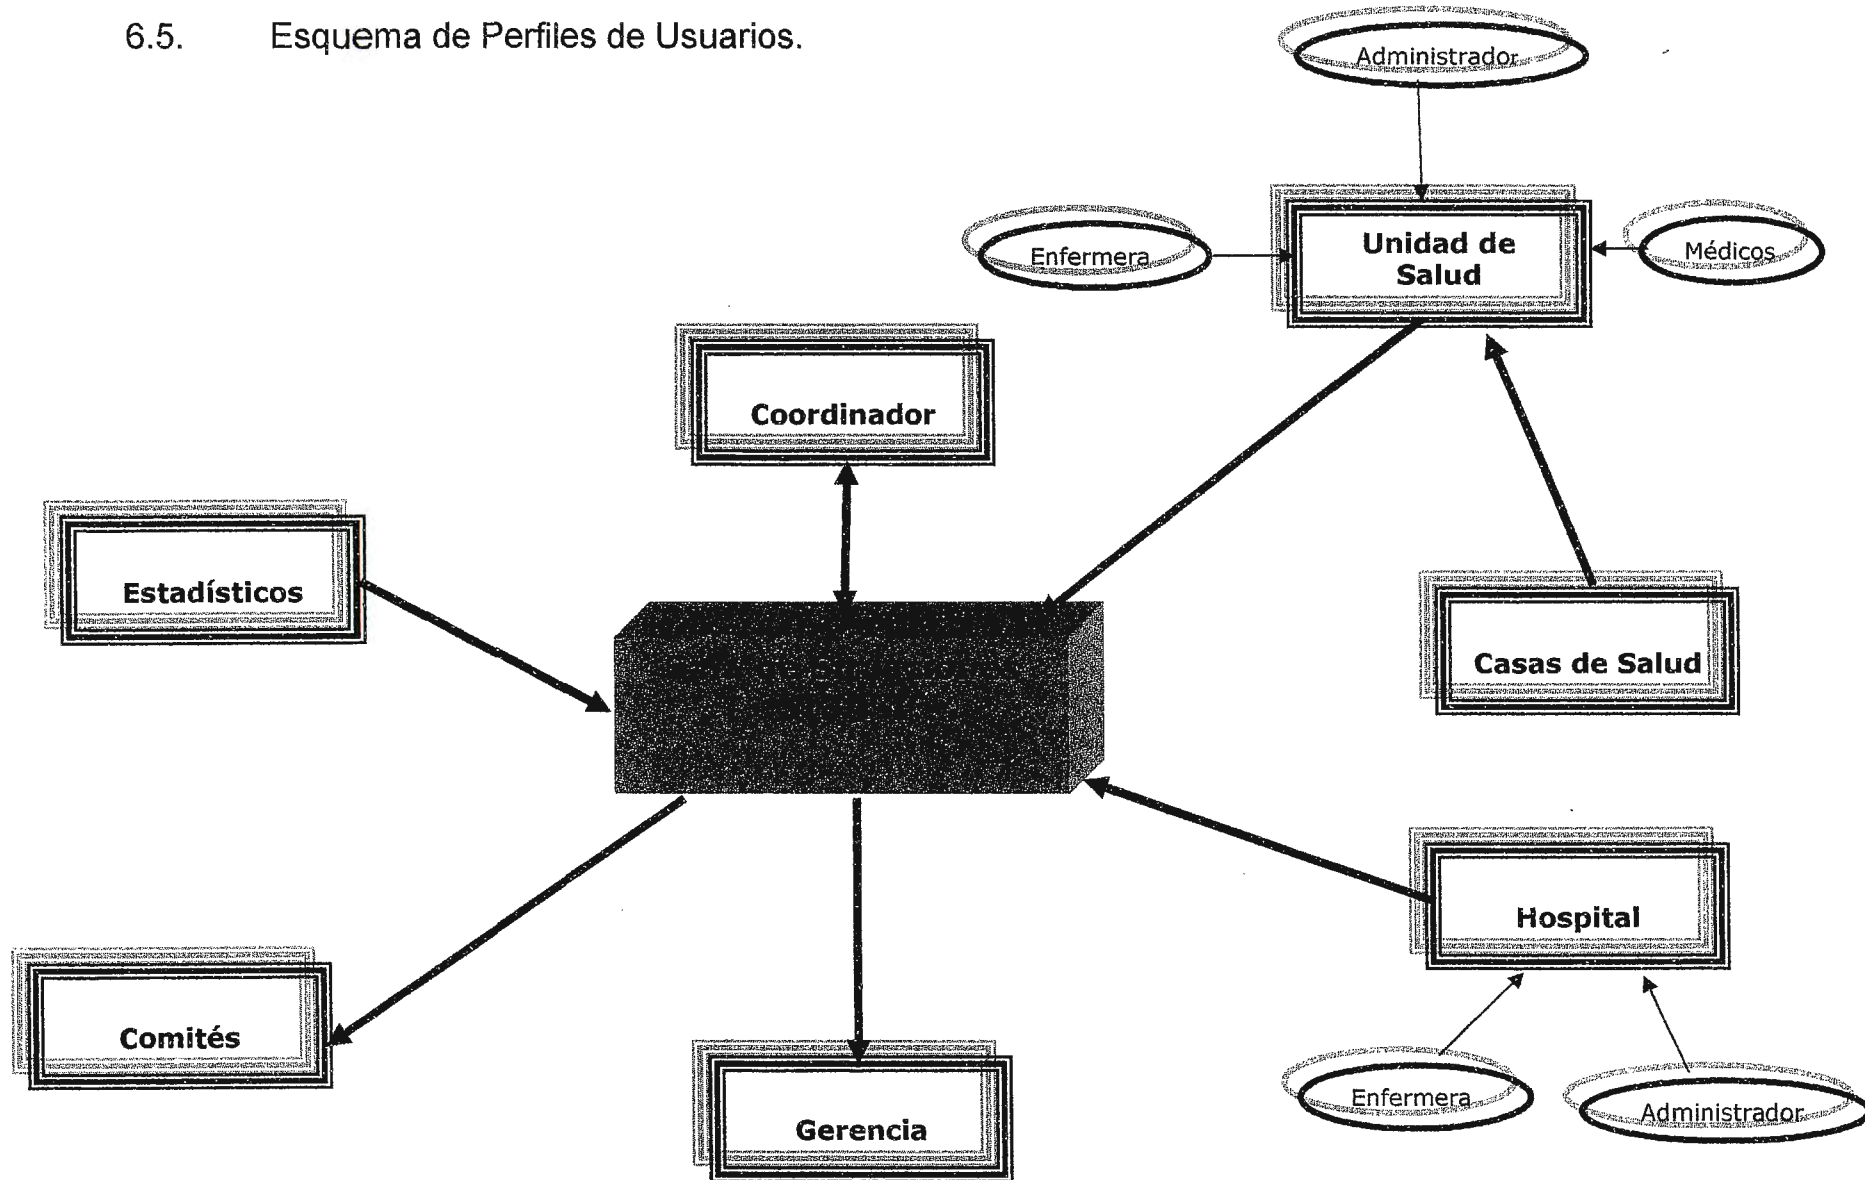 6.5. Esquema de Perfiles de Usuarios.
Administrador
Enfermera
Unidad de
Salud
Médicos
Coordinador
Estadísticos
Casas de Salud
Hospital
Comités
Gerencia
Enfermera
Administrador